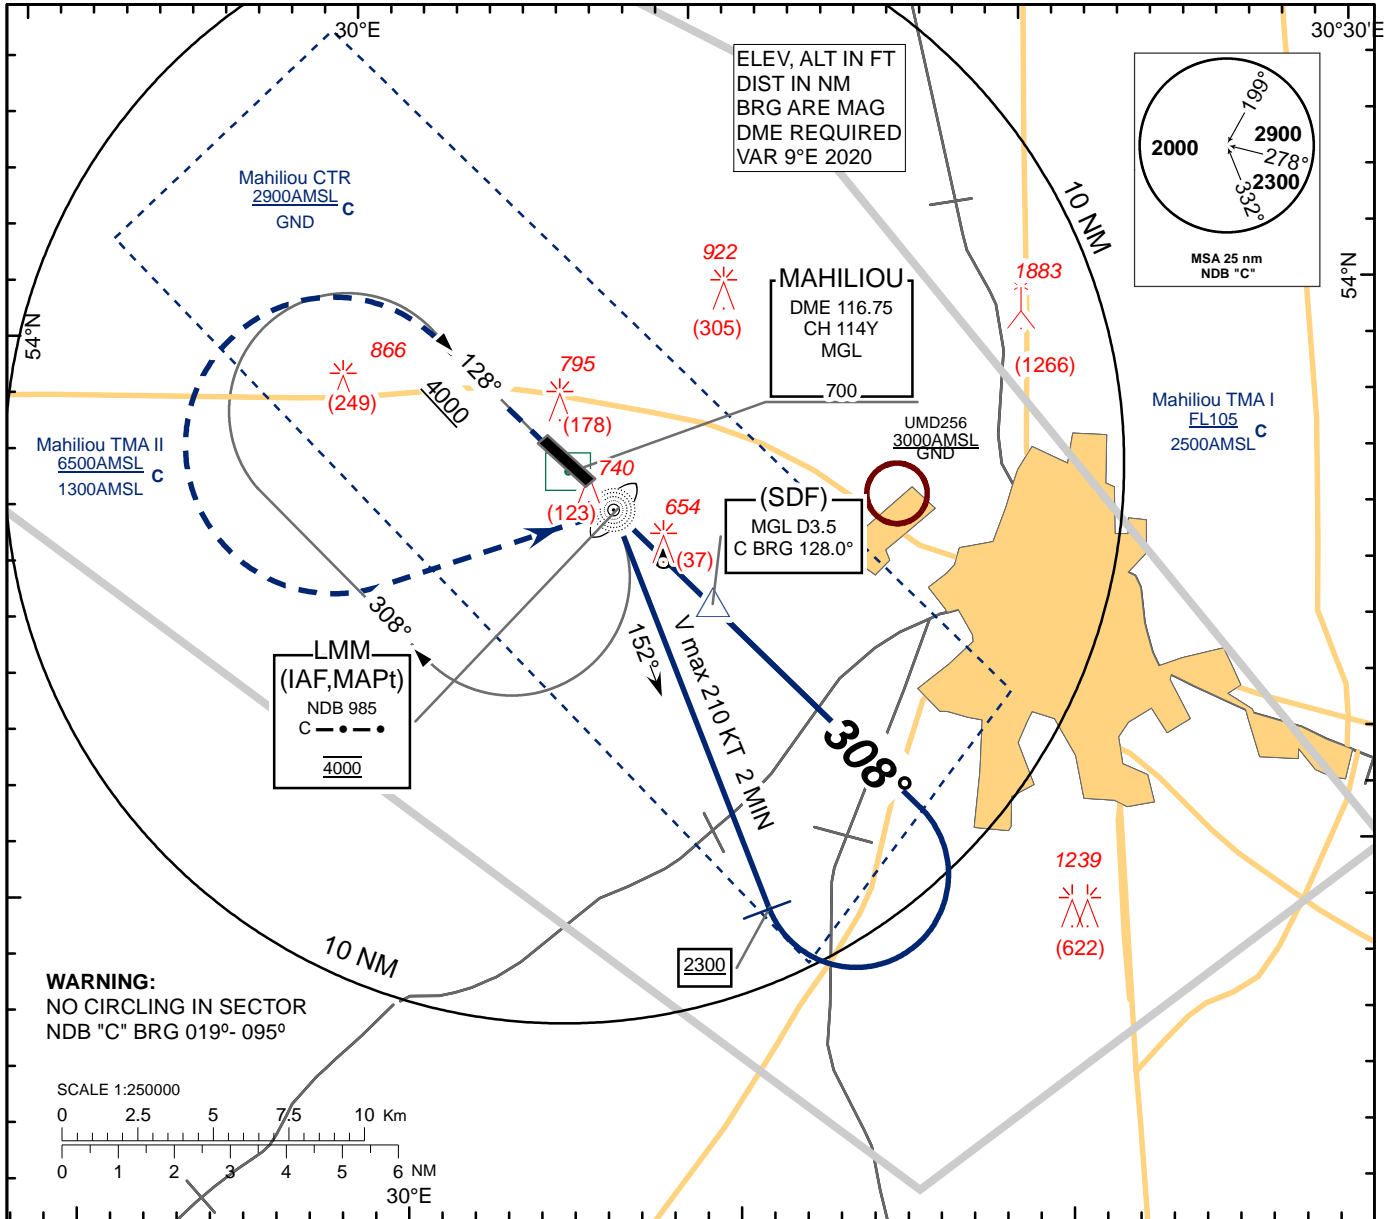 30°E
30°30'E
ELEV, ALT IN FT
DIST IN NM
BRG ARE MAG
DME REQUIRED
VAR 9°E 2020
199°
2000
2900
278°
2300
332°
MSA 25 nm
NDB "C"
Mahiliou CTR
2900AMSL C
GND
10 NM
54°N
54°N
922
(305)
MAHILIOU
DME 116.75
CH 114Y
MGL
700
1883
(1266)
866
(249)
128°
4000
795
(178)
Mahiliou TMA I
FL105 C
2500AMSL
UMD256
3000AMSL
GND
Mahiliou TMA II
6500AMSL C
1300AMSL
740
(123)
654
(37)
(SDF)
MGL D3.5
C BRG 128.0°
308°
LMM
(IAF,MAPt)
NDB 985
C
4000
152°
V max 210 KT 2 MIN
308°
1239
(622)
2300
10 NM
WARNING:
NO CIRCLING IN SECTOR
NDB "C" BRG 019º- 095º
SCALE 1:250000
0 2.5 5 7.5 10 Km
0 1 2 3 4 5 6 NM
30°E